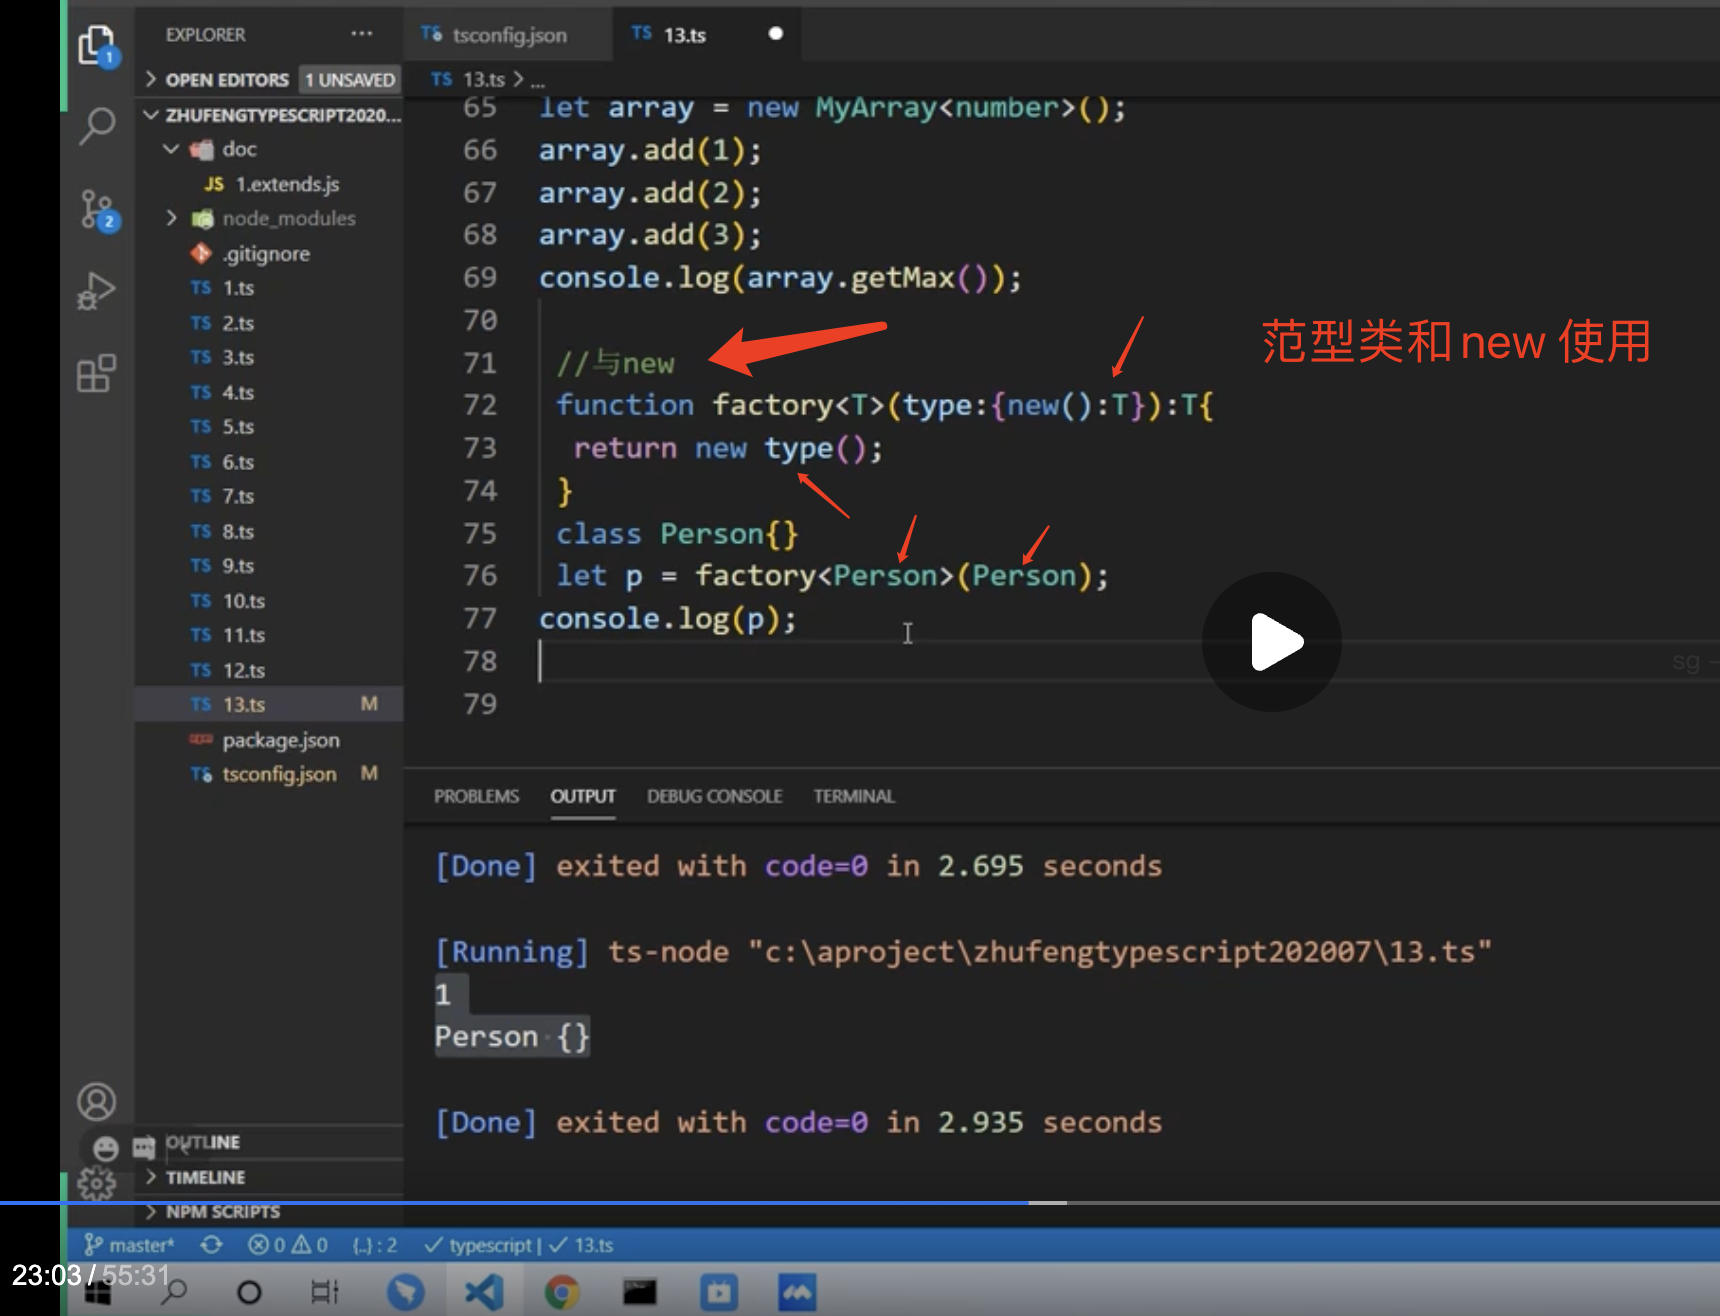 EXPLORER
OPEN EDITORS 1 UNSAVED
ZHUFENGTYPESCRIPT2020...
doc
JS 1.extends.js
node_modules
.gitignore
TS 1.ts
TS 2.ts
TS 3.ts
TS 4.ts
TS 5.ts
TS 6.ts
TS 7.ts
TS 8.ts
TS 9.ts
TS 10.ts
TS 11.ts
TS 12.ts
TS 13.ts M
package.json
TS tsconfig.json M
OUTLINE
TIMELINE
NPM SCRIPTS
1
2
TS tsconfig.json
TS 13.ts
TS 13.ts > ...
65 let array = new MyArray<number>();
66 array.add(1);
67 array.add(2);
68 array.add(3);
69 console.log(array.getMax());
70
71 //与new
72 function factory<T>(type:{new():T}):T{
73 return new type();
74 }
75 class Person{}
76 let p = factory<Person>(Person);
77 console.log(p);
78
79
范型类和new 使用
sg
PROBLEMS OUTPUT DEBUG CONSOLE TERMINAL
[Done] exited with code=0 in 2.695 seconds
[Running] ts-node "c:\aproject\zhufengtypescript202007\13.ts"
1
Person {}
[Done] exited with code=0 in 2.935 seconds
master* 0 0 {..} : 2 typescript | 13.ts
23:03 / 55:31